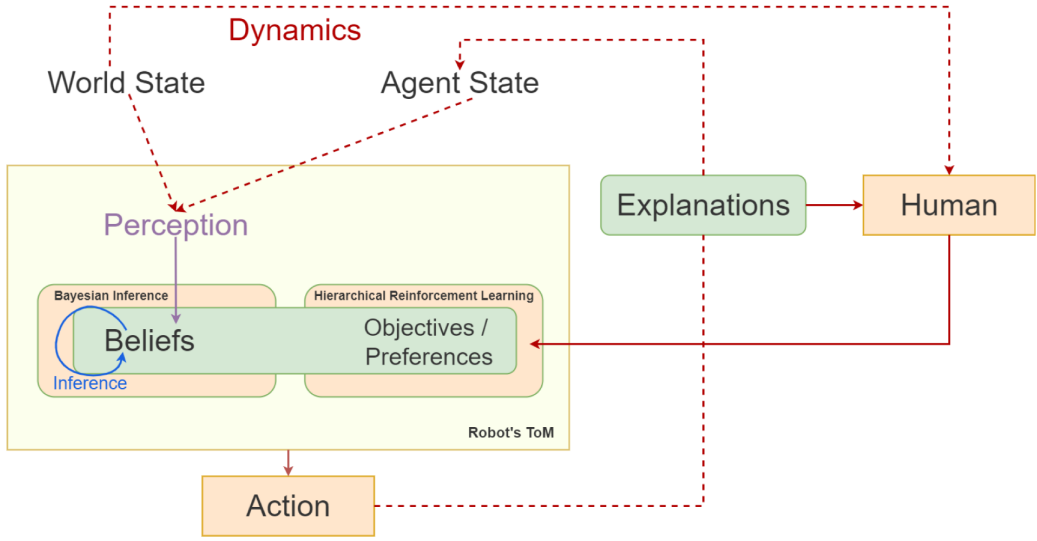 Dynamics
World State
Agent State
Explanations
Human
Perception
Bayesian Inference
Hierarchical Reinforcement Learning
Beliefs
Objectives /
Preferences
Inference
Robot's ToM
Action